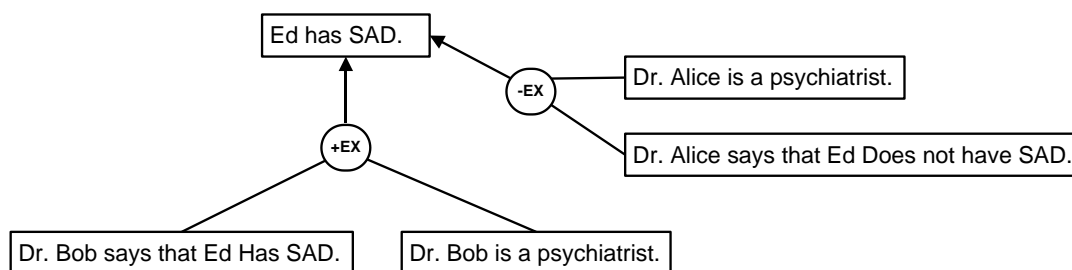 Ed has SAD.
Dr. Alice is a psychiatrist.
-EX
Dr. Alice says that Ed Does not have SAD.
+EX
Dr. Bob says that Ed Has SAD.
Dr. Bob is a psychiatrist.